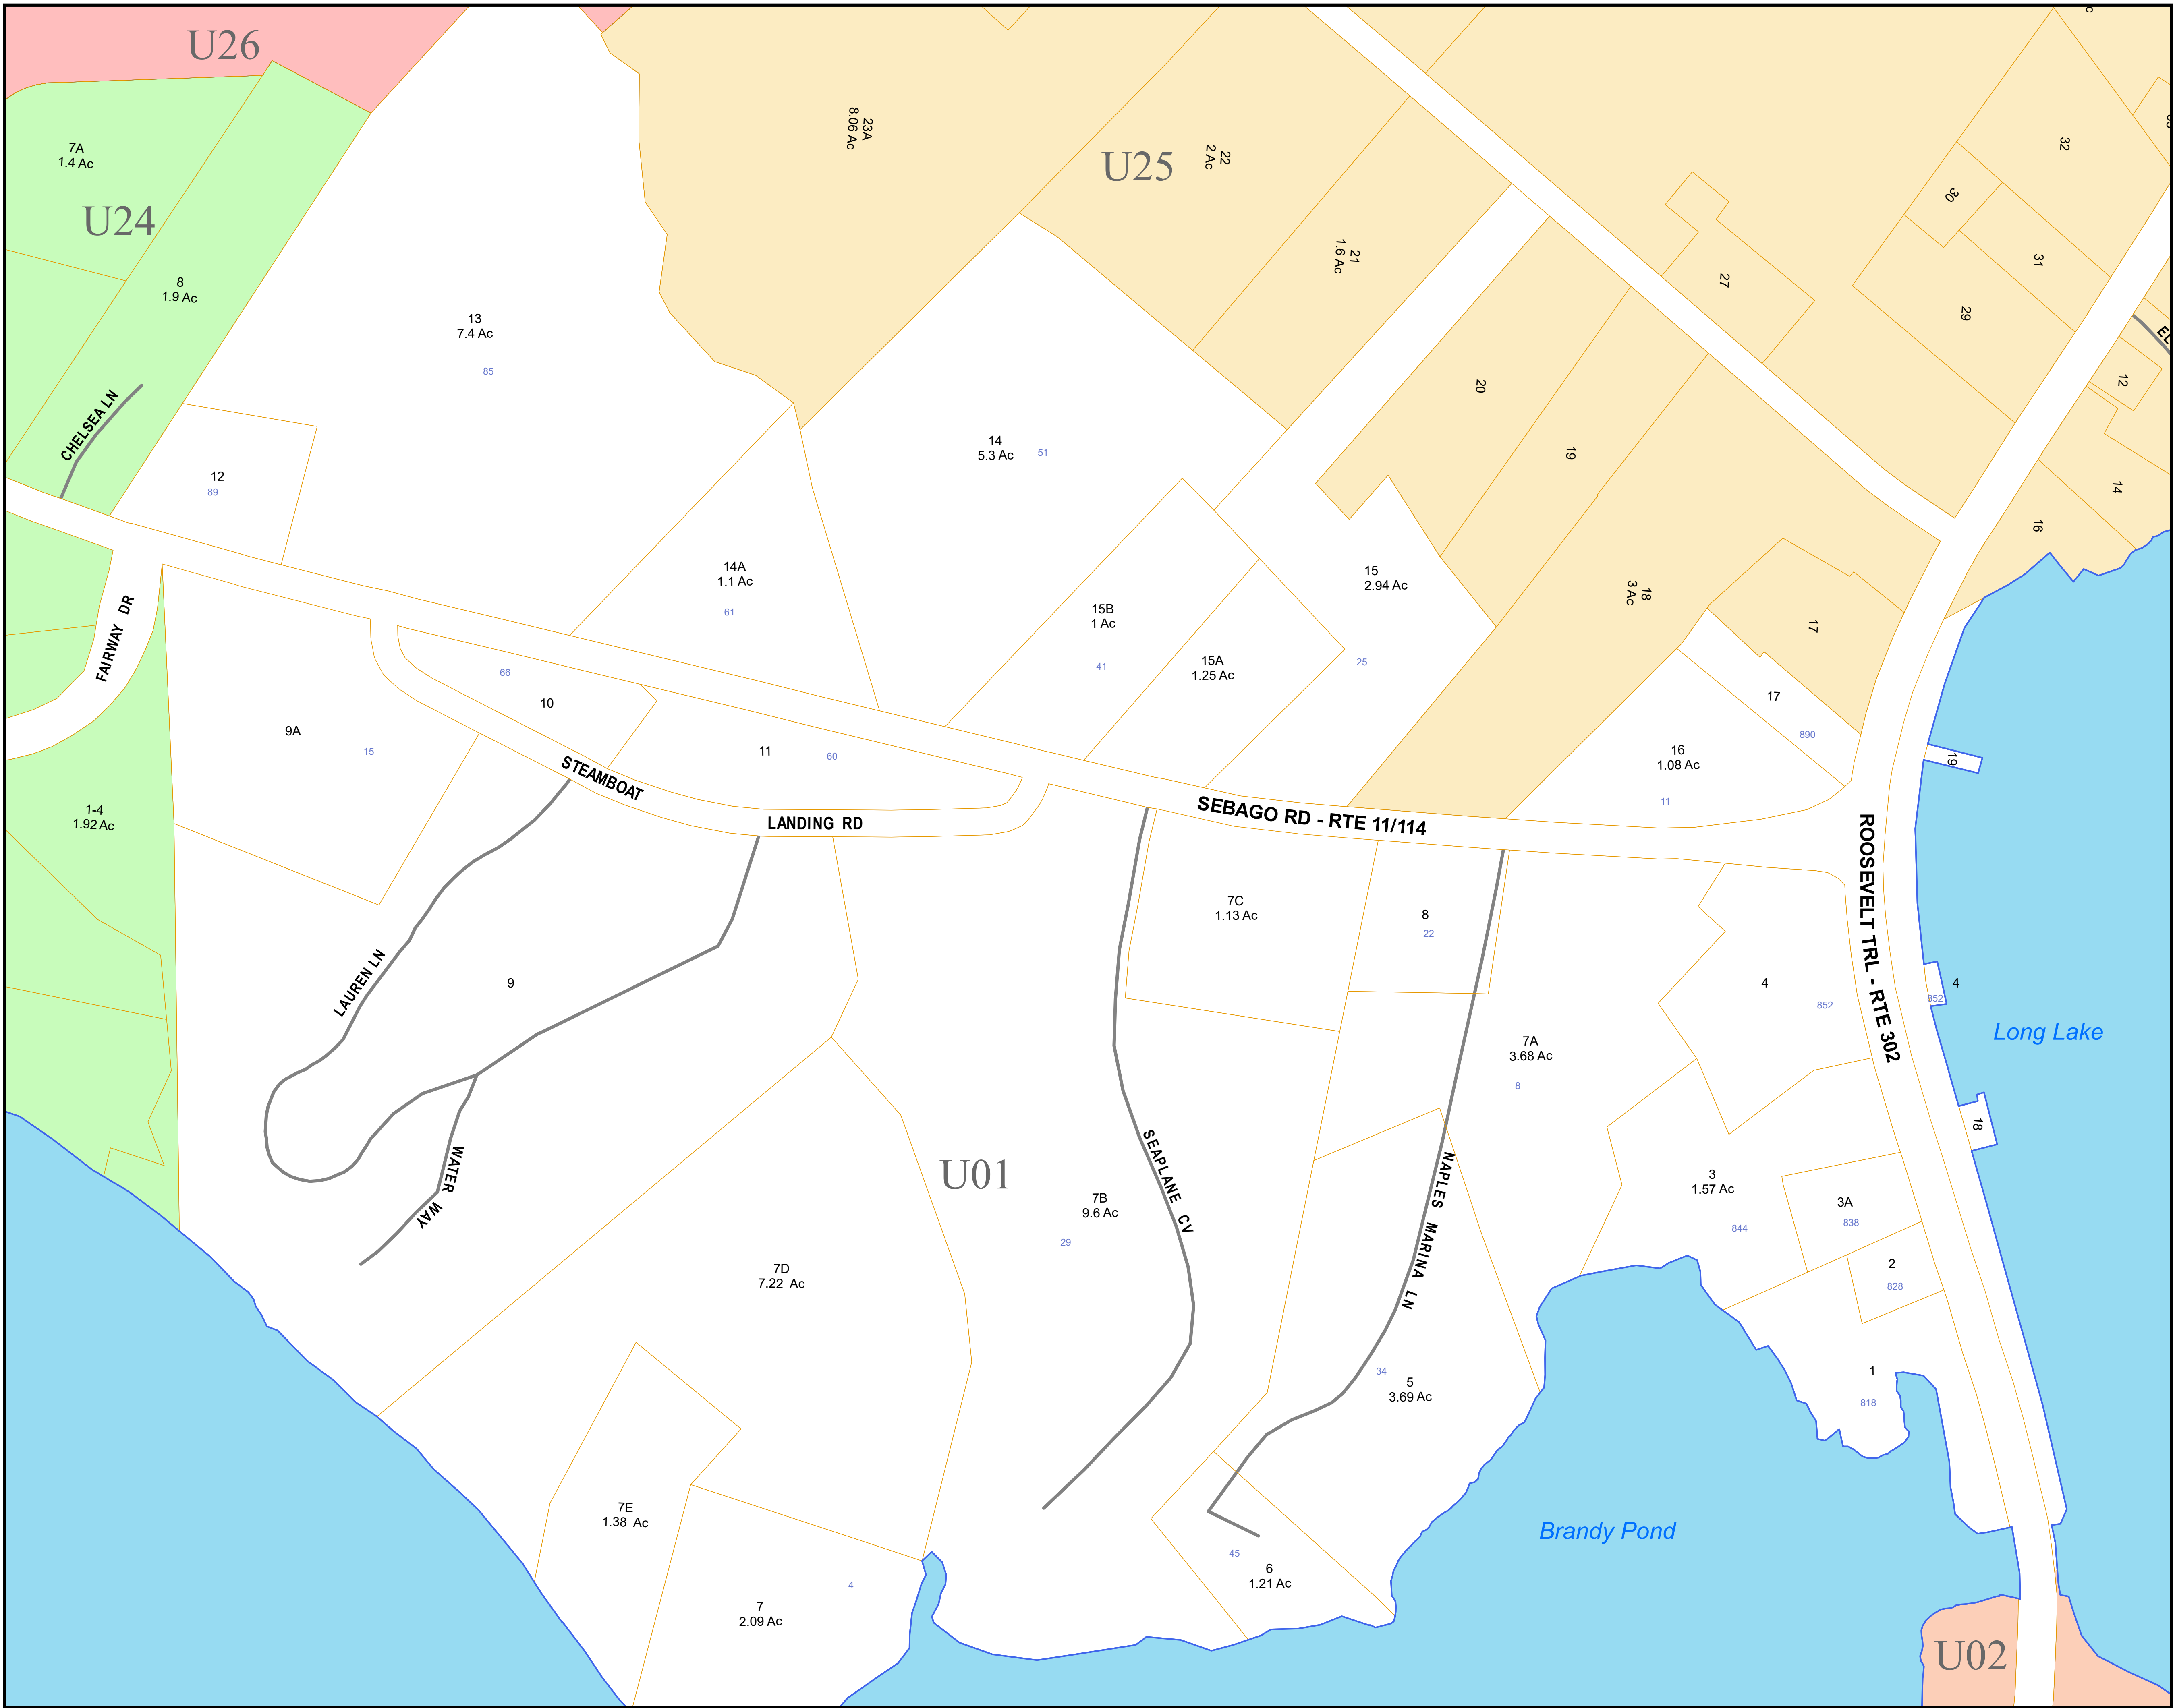 U26
7A
1.4 Ac
U24
8
1.9 Ac
CHELSEA LN
13
7.4 Ac
85
12
89
23A
8.06 Ac
U25
22
2 Ac
21
1.6 Ac
20
19
18
3 Ac
17
27
32
30
31
29
12
14
16
14
5.3 Ac
51
14A
1.1 Ac
61
15
2.94 Ac
25
15B
1 Ac
41
15A
1.25 Ac
16
1.08 Ac
11
17
890
19
FAIRWAY DR
9A
15
66
10
11
60
STEAMBOAT
LANDING RD
SEBAGO RD - RTE 11/114
ROOSEVELT TRL - RTE 302
1-4
1.92 Ac
LAUREN LN
9
WATER
WAY
7C
1.13 Ac
8
22
7A
3.68 Ac
8
4
852
4
852
Long Lake
18
3
1.57 Ac
844
3A
838
2
828
1
818
U01
7B
9.6 Ac
29
SEAPLANE CV
NAPLES MARINA LN
7D
7.22 Ac
34
5
3.69 Ac
7E
1.38 Ac
7
2.09 Ac
4
45
6
1.21 Ac
Brandy Pond
U02